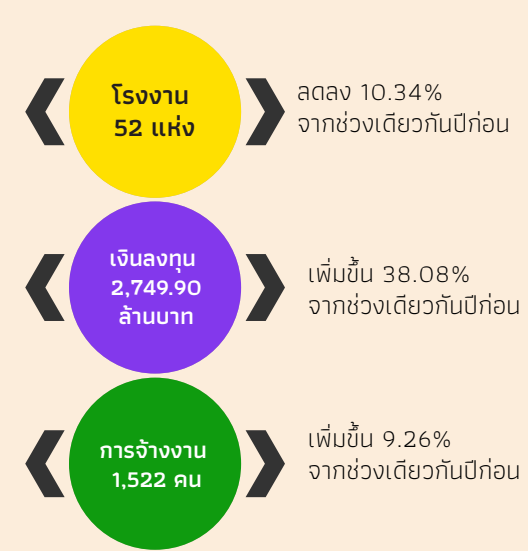 โรงงาน
52 แห่ง
ลดลง 10.34%
จากช่วงเดียวกันปีก่อน
เงินลงทุน
2,749.90
ล้านบาท
เพิ่มขึ้น 38.08%
จากช่วงเดียวกันปีก่อน
การจ้างงาน
1,522 คน
เพิ่มขึ้น 9.26%
จากช่วงเดียวกันปีก่อน